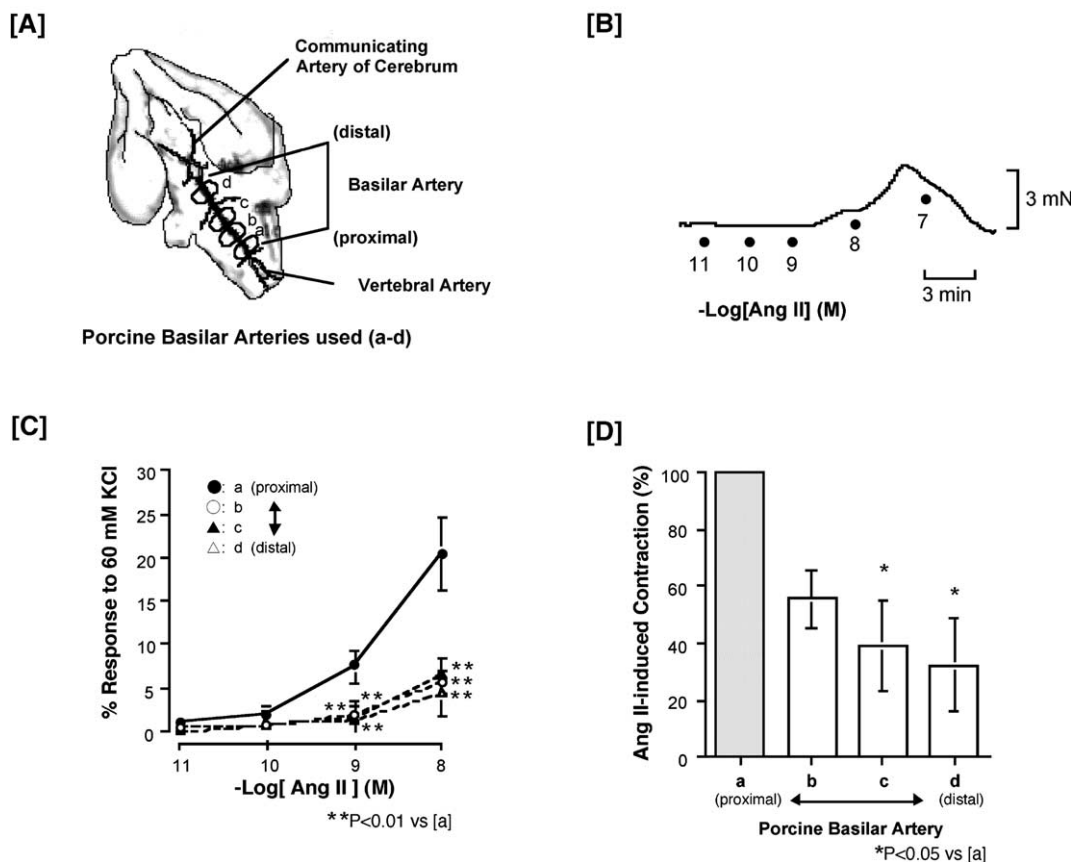 [A]
Communicating
Artery of Cerebrum
(distal)
d
c
Basilar Artery
b
a
(proximal)
Vertebral Artery
Porcine Basilar Arteries used (a-d)
[B]
3 mN
7
8
11 10 9
3 min
-Log[Ang II] (M)
[C]
% Response to 60 mM KCl
30
25
20
15
10
5
0
●: a (proximal)
○: b
▲: c
△: d (distal)
**
**
**
** **
**
11 10 9 8
-Log[ Ang II ] (M)
**P<0.01 vs [a]
[D]
Ang II-induced Contraction (%)
100
80
60
40
20
0
* *
a b c d
(proximal) (distal)
Porcine Basilar Artery
*P<0.05 vs [a]